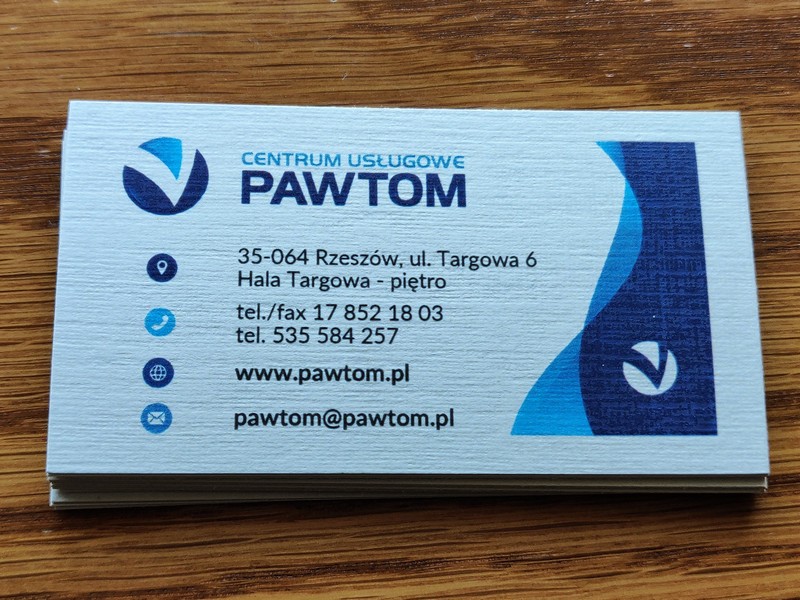 CENTRUM USŁUGOWE
PAWTOM
35-064 Rzeszów, ul. Targowa 6
Hala Targowa - piętro
tel./fax 17 852 18 03
tel. 535 584 257
www.pawtom.pl
pawtom@pawtom.pl